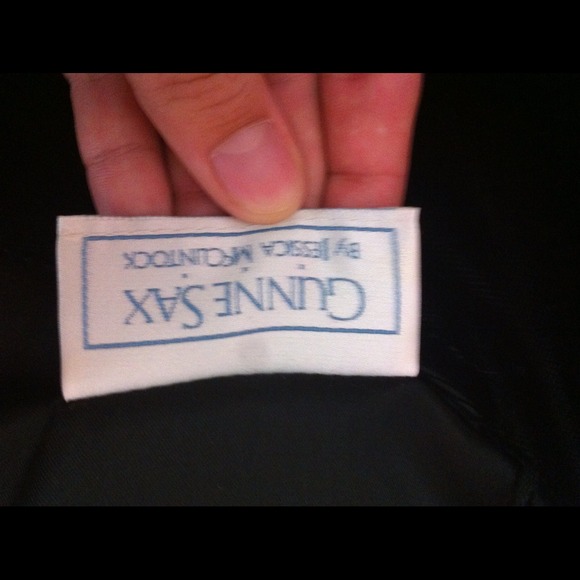 GUNNE SAX
By JESSICA McCLINTOCK